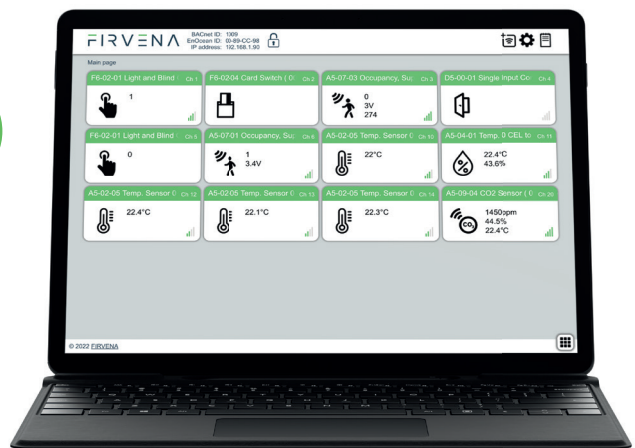 FIRVENA
BACnet ID: 1309
EnOcean ID: 0)-89-CC-98
IP address: 192.168.1.90
Main page
F6-02-01 Light and Blind Ch 1
F6-0204 Card Switch ( 0 Ch 2
A5-07-03 Occupancy, Su Ch 3
D5-00-01 Single Input Co Ch 4
1
0
3V
274
F6-02-01 Light and Blind Ch 5
A5-07-01 Occupancy, Su Ch 6
A5-02-05 Temp. Sensor 0 Ch 10
A5-04-01 Temp. 0 CEL to Ch 11
0
1
3.4V
22°C
22.4°C
43.6%
A5-02-05 Temp. Sensor 0 Ch 12
A5-0205 Temp. Sensor 0 Ch 13
A5-02-05 Temp. Sensor 0 Ch 14
A5-09-04 CO2 Sensor ( 0 Ch 20
22.4°C
22.1°C
22.3°C
CO₂
1450ppm
44.5%
22.4°C
© 2022 FIRVENA